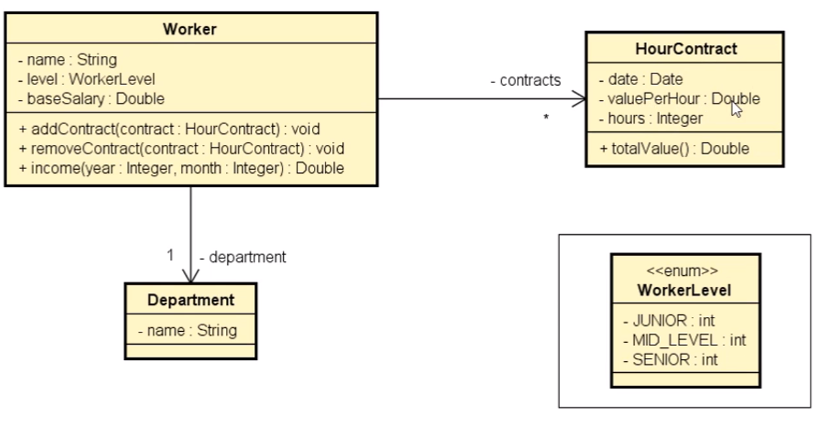 Worker
- name : String
- level : WorkerLevel
- baseSalary : Double
+ addContract(contract : HourContract) : void
+ removeContract(contract : HourContract) : void
+ income(year : Integer, month : Integer) : Double
- contracts
*
HourContract
- date : Date
- valuePerHour : Double
- hours : Integer
+ totalValue() : Double
1
- department
Department
- name : String
<<enum>>
WorkerLevel
- JUNIOR : int
- MID_LEVEL : int
- SENIOR : int